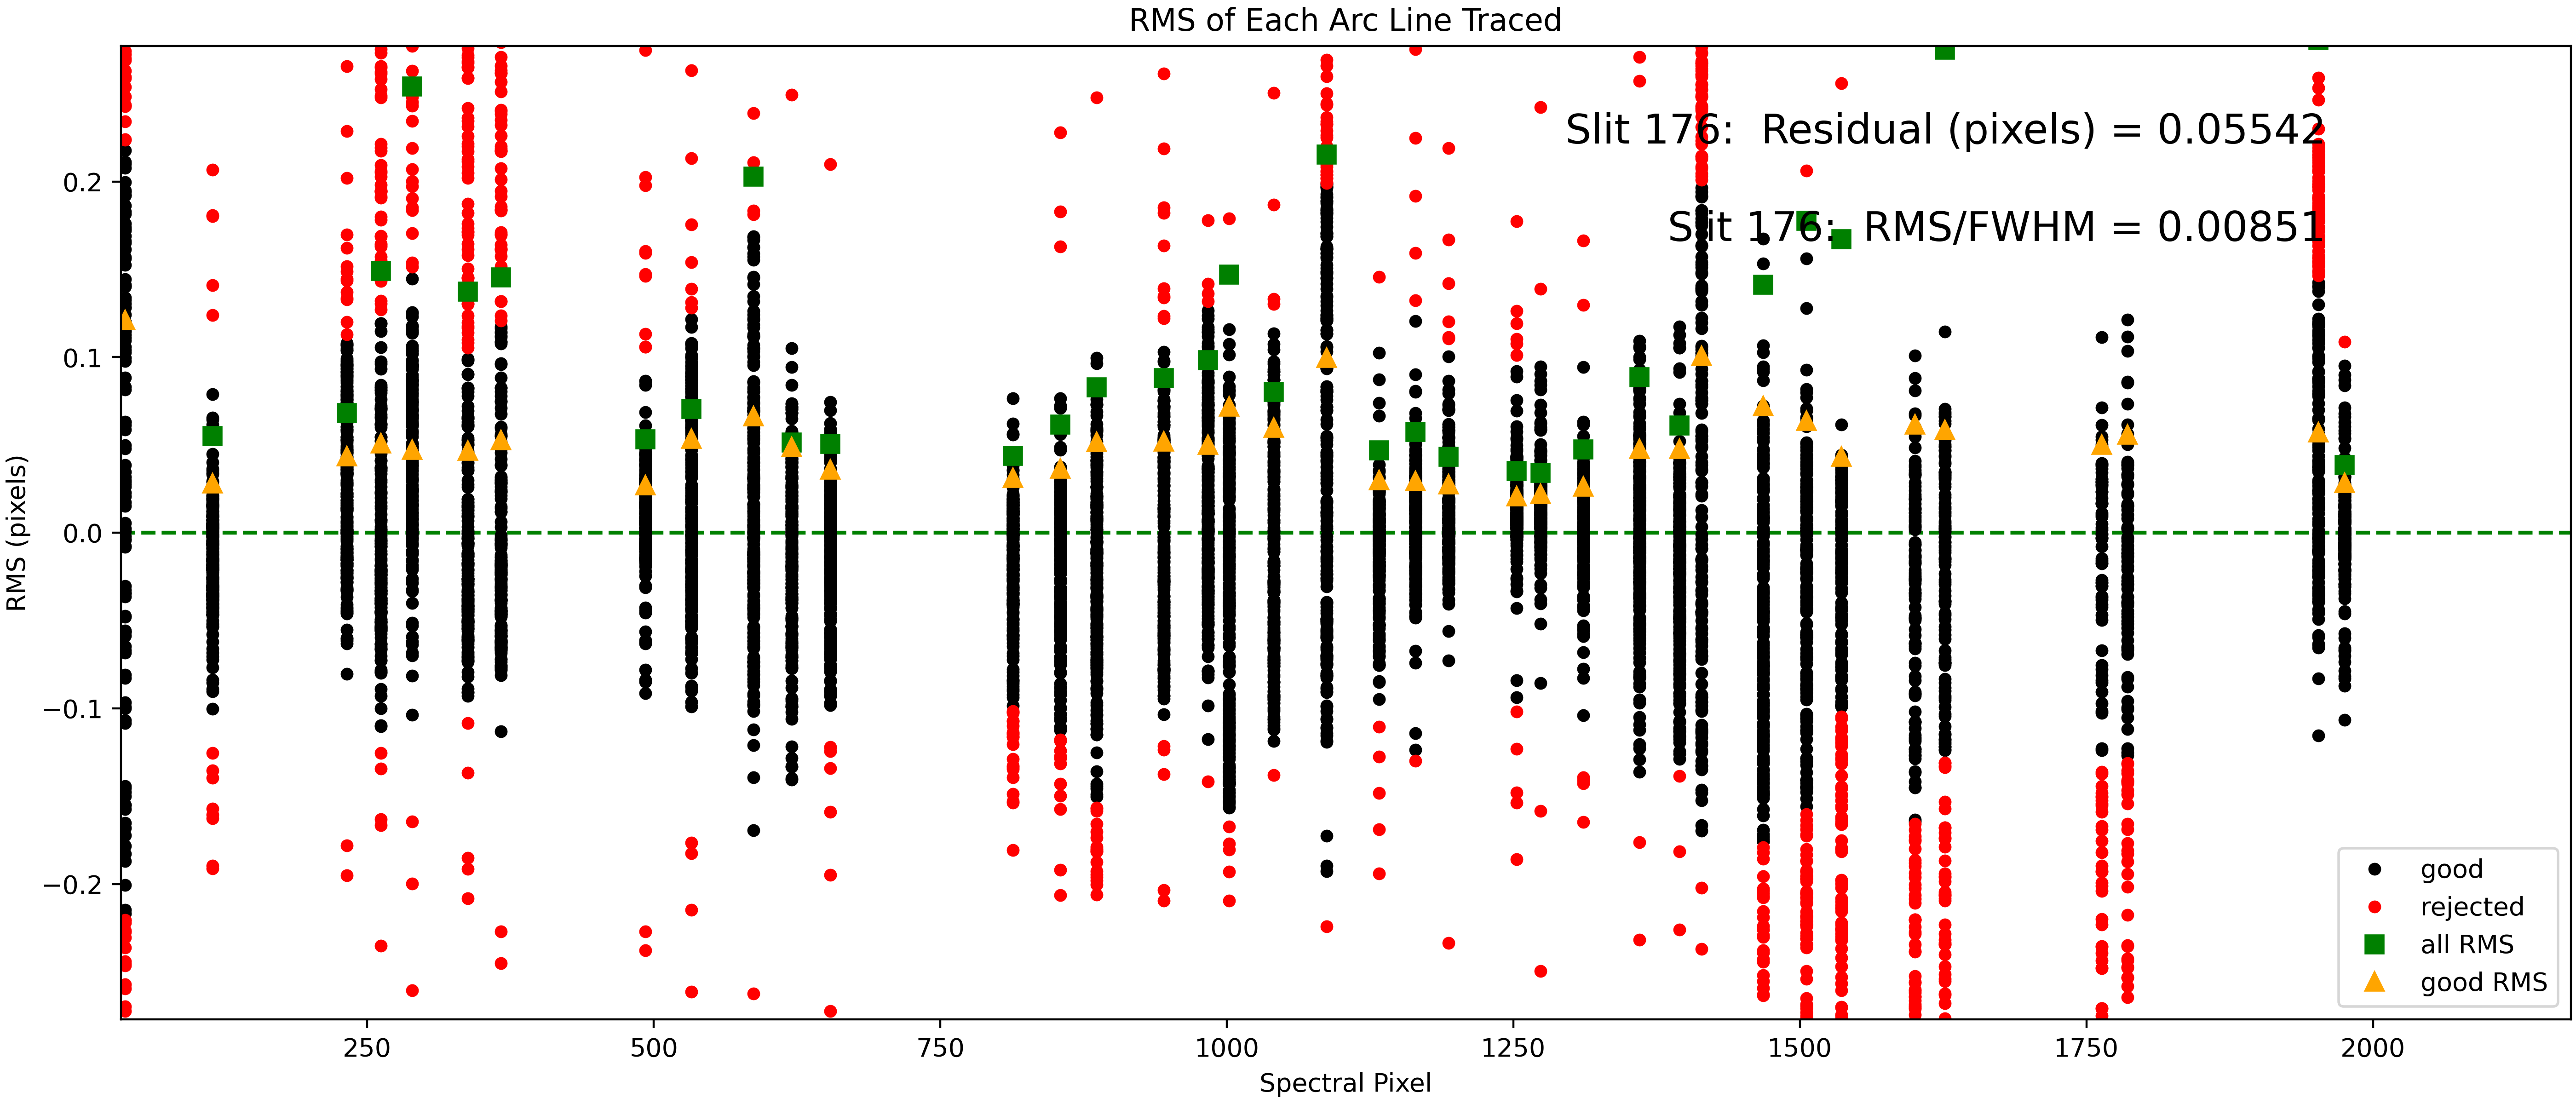 RMS of Each Arc Line Traced
Slit 176:  Residual (pixels) = 0.05542
Slit 176:  RMS/FWHM = 0.00851
RMS (pixels)
0.2
0.1
0.0
−0.1
−0.2
good
rejected
all RMS
good RMS
250 500 750 1000 1250 1500 1750 2000
Spectral Pixel